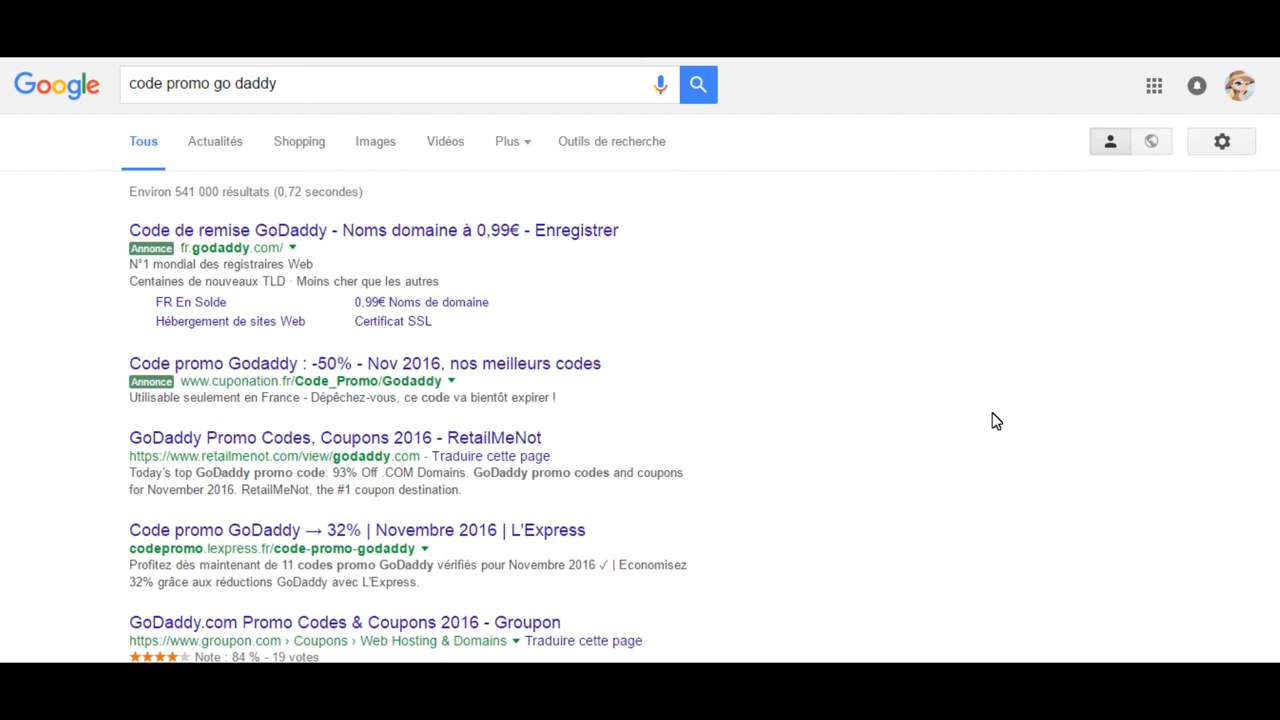 Google
code promo go daddy
Tous Actualités Shopping Images Vidéos Plus Outils de recherche
Environ 541 000 résultats (0,72 secondes)
Code de remise GoDaddy - Noms domaine à 0,99€ - Enregistrer
Annonce fr.godaddy.com/
N°1 mondial des registraires Web
Centaines de nouveaux TLD · Moins cher que les autres
FR En Solde 0,99€ Noms de domaine
Hébergement de sites Web Certificat SSL
Code promo Godaddy : -50% - Nov 2016, nos meilleurs codes
Annonce www.cuponation.fr/Code_Promo/Godaddy
Utilisable seulement en France - Dépêchez-vous, ce code va bientôt expirer !
GoDaddy Promo Codes, Coupons 2016 - RetailMeNot
https://www.retailmenot.com/view/godaddy.com - Traduire cette page
Today's top GoDaddy promo code: 93% Off .COM Domains. GoDaddy promo codes and coupons
for November 2016. RetailMeNot, the #1 coupon destination.
Code promo GoDaddy → 32% | Novembre 2016 | L'Express
codepromo.lexpress.fr/code-promo-godaddy
Profitez dès maintenant de 11 codes promo GoDaddy vérifiés pour Novembre 2016 ✓ | Economisez
32% grâce aux réductions GoDaddy avec L'Express.
GoDaddy.com Promo Codes & Coupons 2016 - Groupon
https://www.groupon.com › Coupons › Web Hosting & Domains Traduire cette page
Note : 84 % - 19 votes